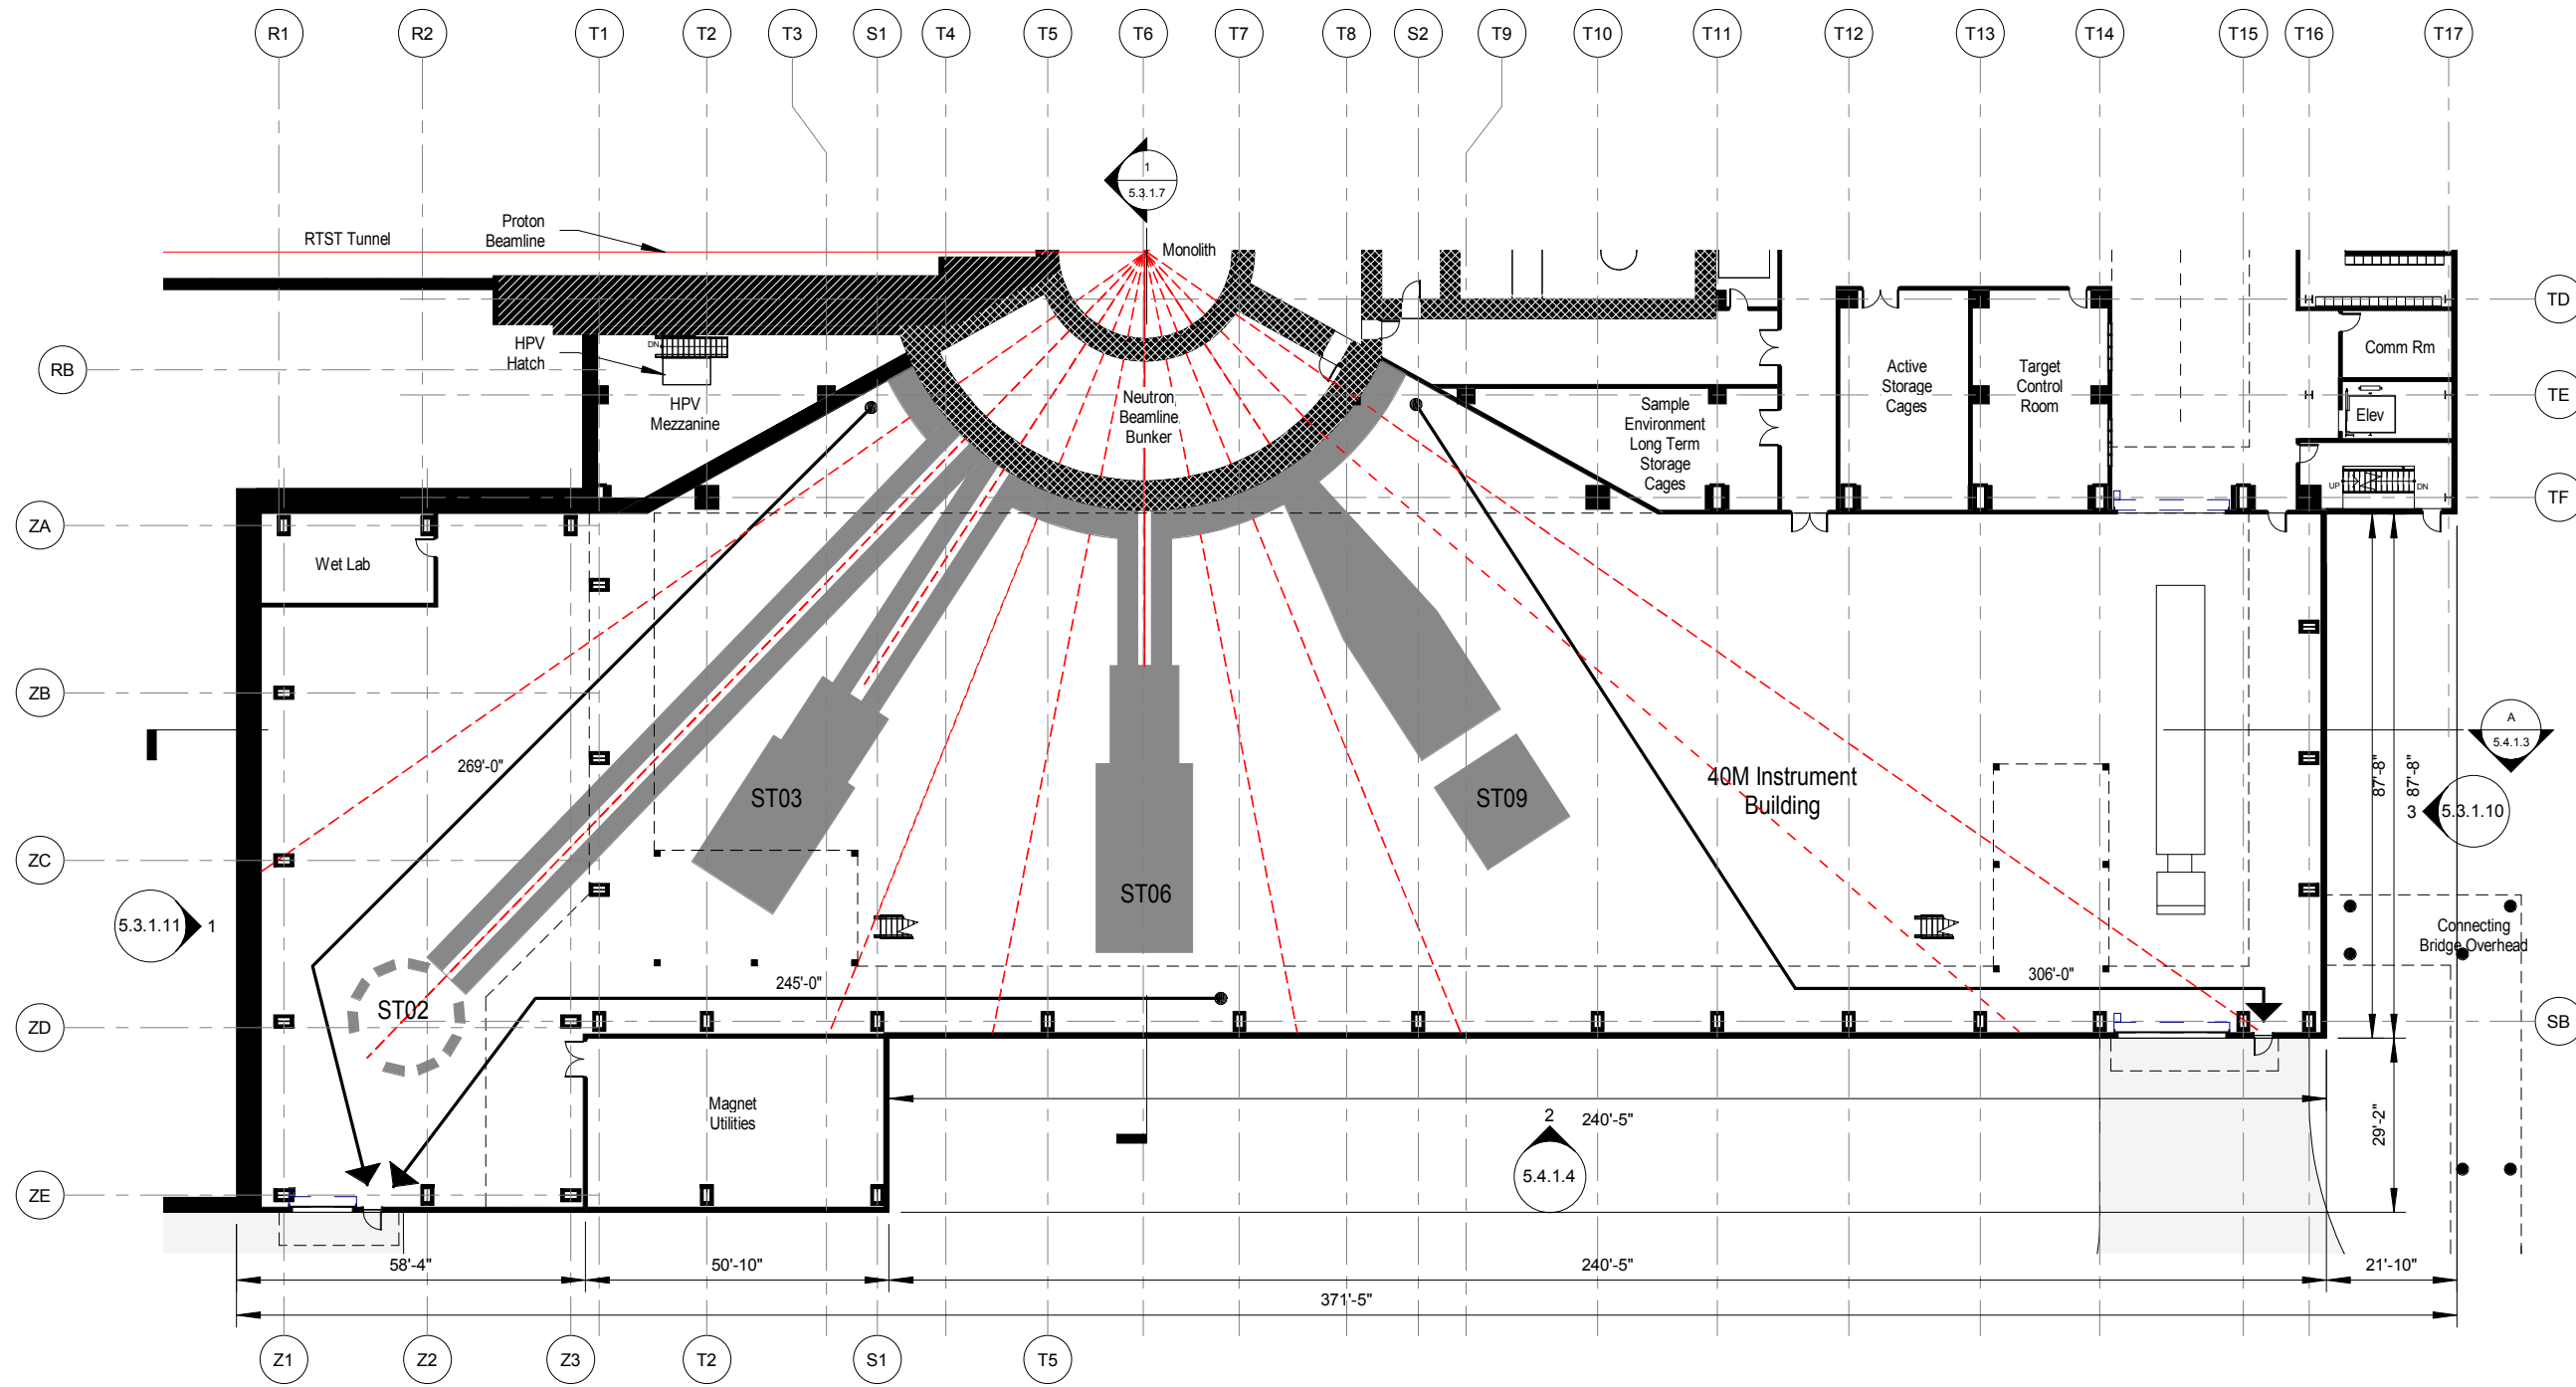 R1
R2
T1
T2
T3
S1
T4
T5
T6
T7
T8
S2
T9
T10
T11
T12
T13
T14
T15
T16
T17
1
5.3.1.7
Proton
Beamline
RTST Tunnel
Monolith
TD
HPV
Hatch
DN
RB
HPV
Mezzanine
Neutron
Beamline
Bunker
Sample
Environment
Long Term
Storage
Cages
Active
Storage
Cages
Target
Control
Room
Comm Rm
Elev
TE
UP
DN
TF
ZA
Wet Lab
ZB
269'-0"
ST03
ST06
ST09
40M Instrument
Building
A
5.4.1.3
87'-8"
87'-8"
3
5.3.1.10
ZC
5.3.1.11
1
Connecting
Bridge Overhead
ST02
245'-0"
306'-0"
ZD
SB
Magnet
Utilities
240'-5"
2
5.4.1.4
29'-2"
ZE
58'-4"
50'-10"
240'-5"
21'-10"
371'-5"
Z1
Z2
Z3
T2
S1
T5